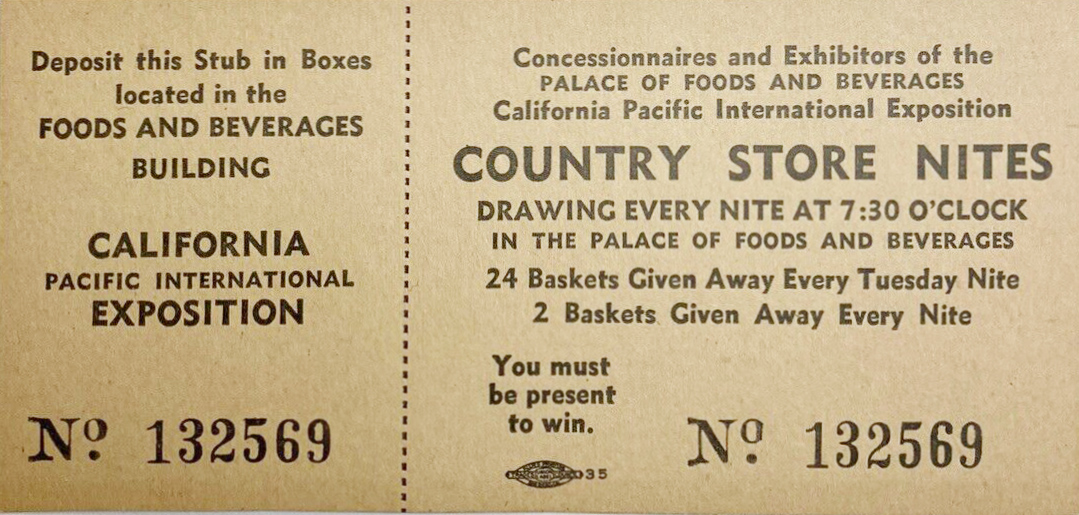 Deposit this Stub in Boxes
located in the
FOODS AND BEVERAGES
BUILDING
CALIFORNIA
PACIFIC INTERNATIONAL
EXPOSITION
Nº 132569
Concessionnaires and Exhibitors of the
PALACE OF FOODS AND BEVERAGES
California Pacific International Exposition
COUNTRY STORE NITES
DRAWING EVERY NITE AT 7:30 O'CLOCK
IN THE PALACE OF FOODS AND BEVERAGES
24 Baskets Given Away Every Tuesday Nite
2 Baskets Given Away Every Nite
You must
be present
to win.
35
Nº 132569